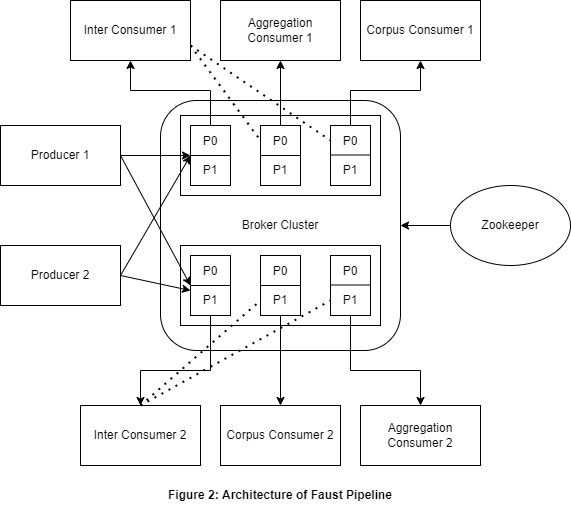 Inter Consumer 1
Aggregation
Consumer 1
Corpus Consumer 1
Producer 1
P0
P0
P0
P1
P1
P1
Broker Cluster
Zookeeper
Producer 2
P0
P0
P0
P1
P1
P1
Inter Consumer 2
Corpus Consumer 2
Aggregation
Consumer 2
Figure 2: Architecture of Faust Pipeline